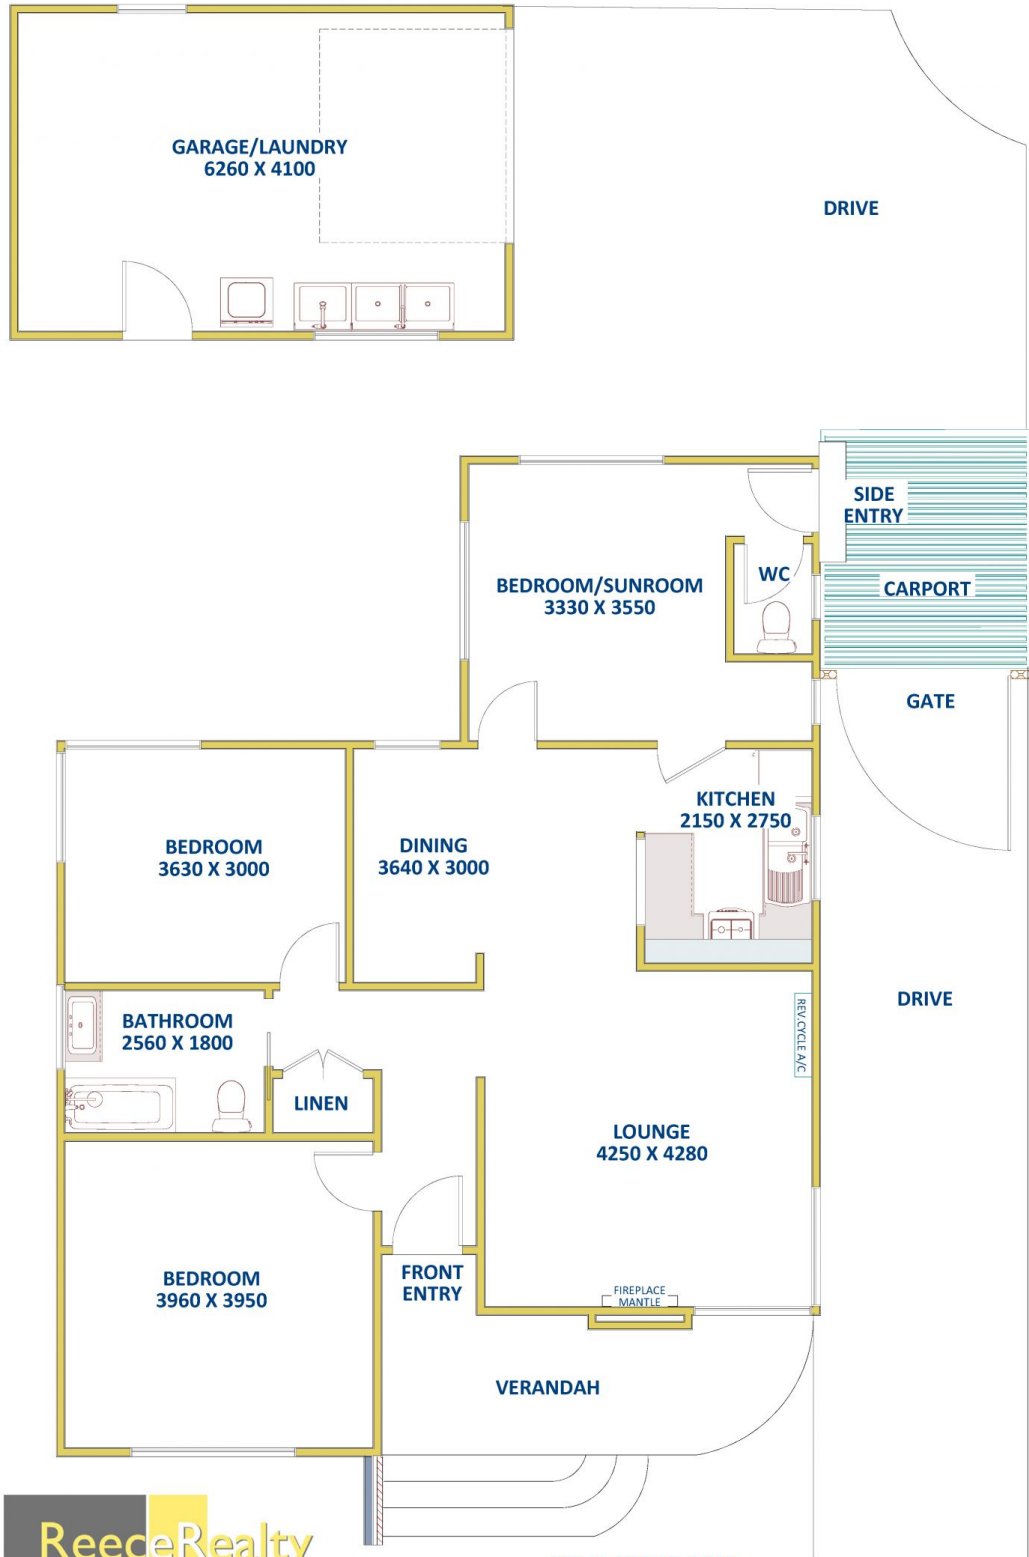 GARAGE/LAUNDRY
6260 X 4100
DRIVE
SIDE
ENTRY
WC
BEDROOM/SUNROOM
3330 X 3550
CARPORT
GATE
KITCHEN
2150 X 2750
BEDROOM
3630 X 3000
DINING
3640 X 3000
DRIVE
REV.CYCLE A/C
BATHROOM
2560 X 1800
LINEN
LOUNGE
4250 X 4280
BEDROOM
3960 X 3950
FRONT
ENTRY
FIREPLACE
MANTLE
VERANDAH
ReeceRealty